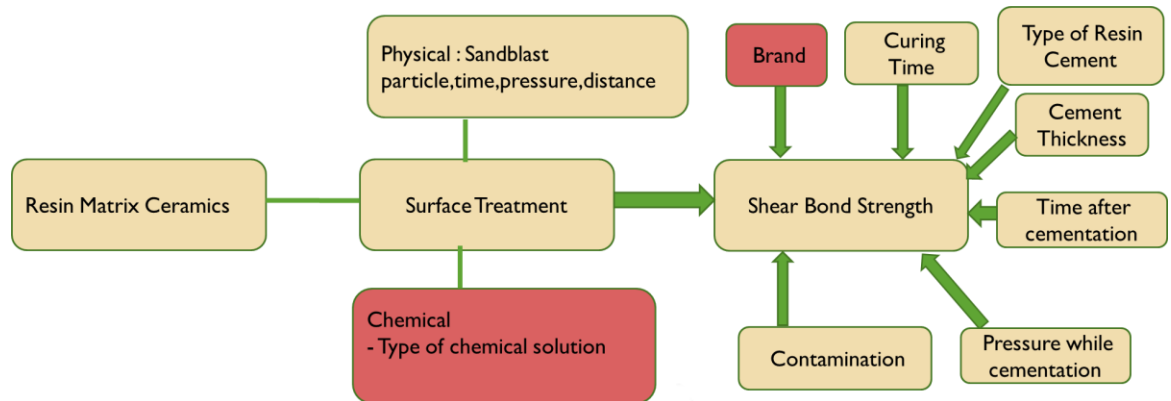 Physical : Sandblast
particle,time,pressure,distance
Brand
Curing
Time
Type of Resin
Cement
Cement
Thickness
Resin Matrix Ceramics
Surface Treatment
Shear Bond Strength
Time after
cementation
Chemical
- Type of chemical solution
Contamination
Pressure while
cementation